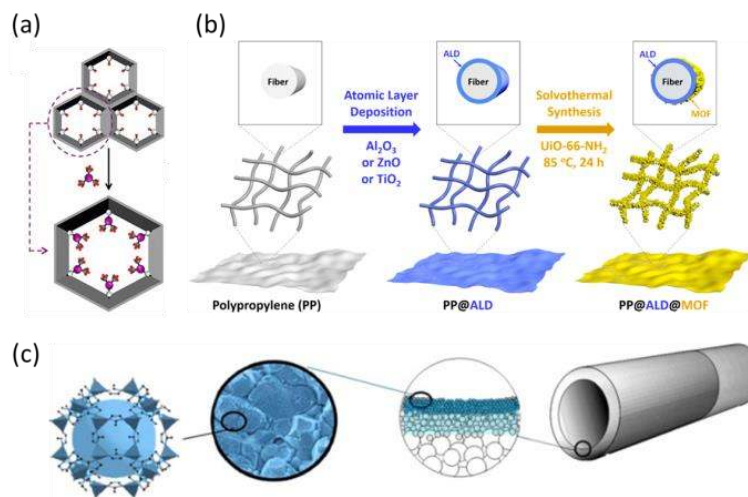 (a)
(b)
Fiber
Atomic Layer
Deposition
Al₂O₃
or ZnO
or TiO₂
ALD
Fiber
Solvothermal
Synthesis
UiO-66-NH₂
85 °C, 24 h
ALD
Fiber
MOF
Polypropylene (PP)
PP@ALD
PP@ALD@MOF
(c)